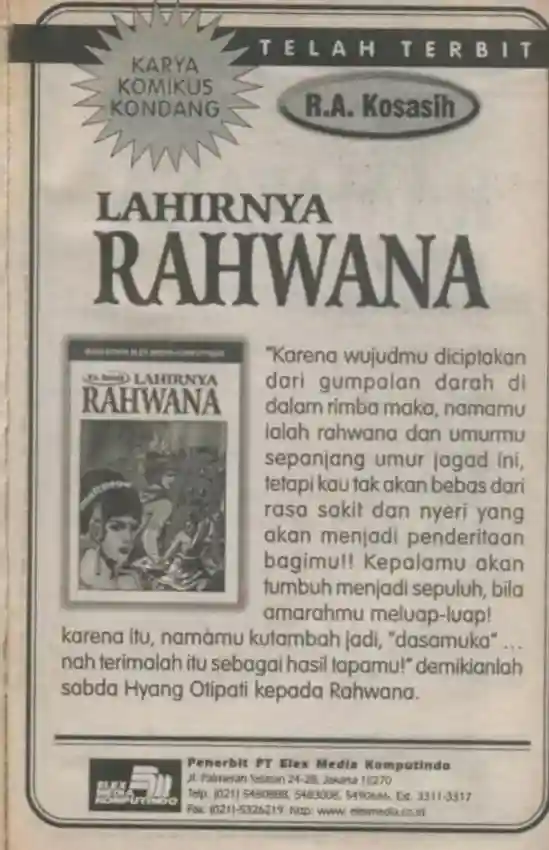 TELAH TERBIT
KARYA
KOMIKUS
KONDANG
R.A. Kosasih
LAHIRNYA
RAHWANA
LAHIRNYA
RAHWANA
"Karena wujudmu diciptakan
dari gumpalan darah di
dalam rimba maka, namamu
ialah rahwana dan umurmu
sepanjang umur jagad ini,
tetapi kau tak akan bebas dari
rasa sakit dan nyeri yang
akan menjadi penderitaan
bagimu!! Kepalamu akan
tumbuh menjadi sepuluh, bila
amarahmu meluap-luap!
karena itu, namamu kutambah jadi, "dasamuka" ...
nah terimalah itu sebagai hasil tapamu!" demikianlah
sabda Hyang Otipati kepada Rahwana.
ELEX
MEDIA
KOMPUTINDO
Penerbit PT Elex Media Komputindo
Jl. Palmerah Selatan 24-28, Jakarta 10270
Telp. (021) 5480888, 5483008, 5490666, Ext. 3311-3317
Fax. (021)-5326219 http: www. elexmedia.co.id